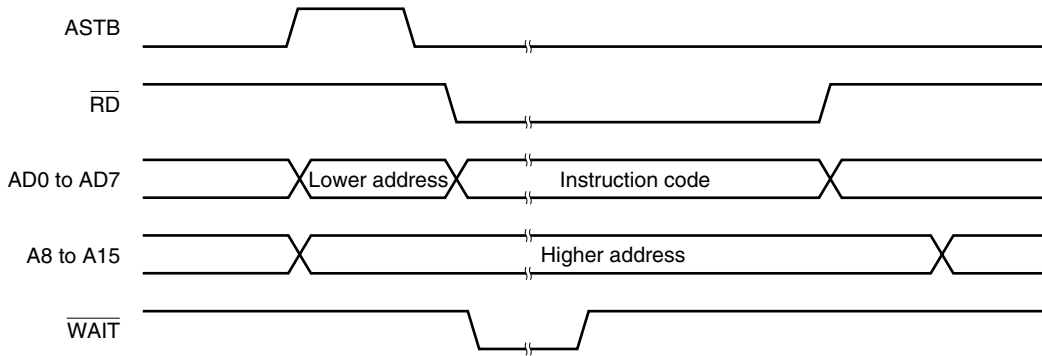 ASTB
RD
AD0 to AD7
Lower address
Instruction code
A8 to A15
Higher address
WAIT